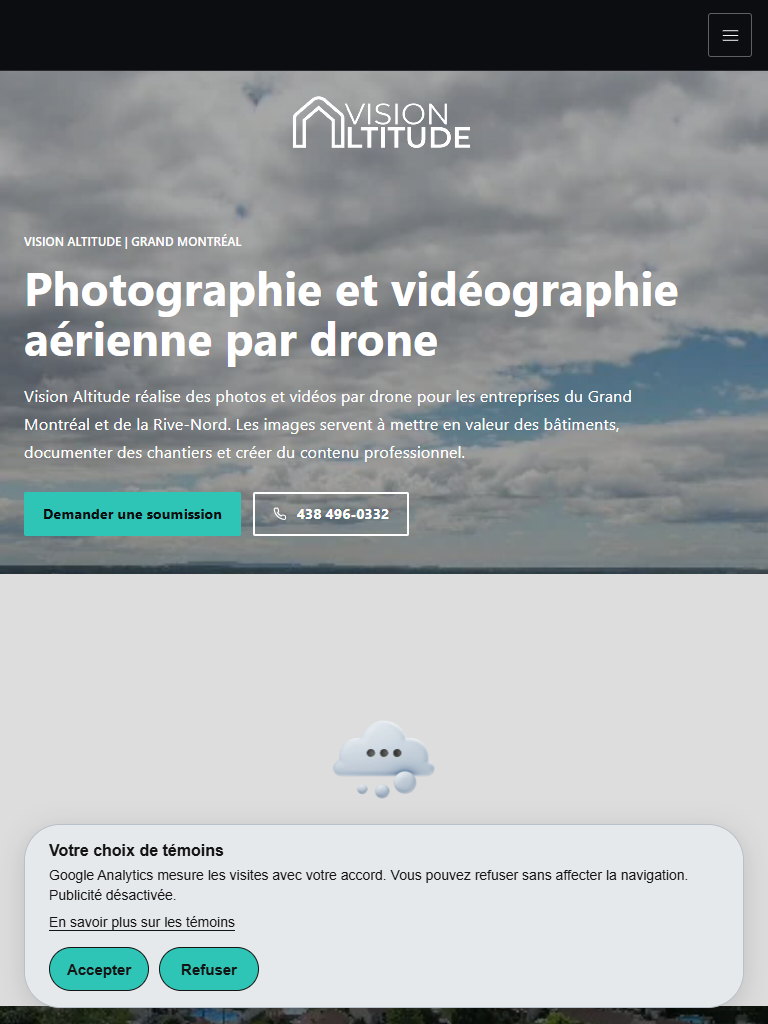 VISION
ALTITUDE
VISION ALTITUDE | GRAND MONTRÉAL
Photographie et vidéographie
aérienne par drone
Vision Altitude réalise des photos et vidéos par drone pour les entreprises du Grand
Montréal et de la Rive-Nord. Les images servent à mettre en valeur des bâtiments,
documenter des chantiers et créer du contenu professionnel.
Demander une soumission
438 496-0332
Votre choix de témoins
Google Analytics mesure les visites avec votre accord. Vous pouvez refuser sans affecter la navigation.
Publicité désactivée.
En savoir plus sur les témoins
Accepter
Refuser